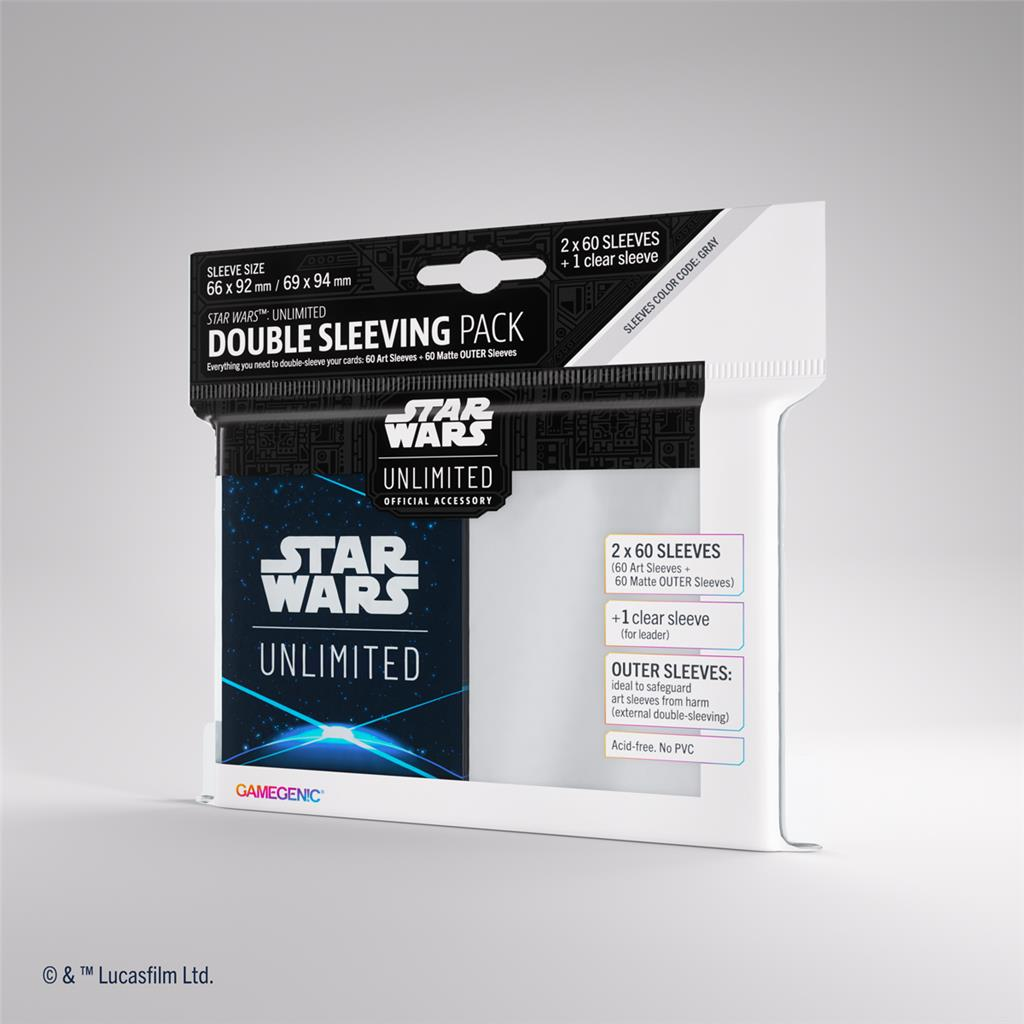 SLEEVE SIZE
66 x 92 mm / 69 x 94 mm
2 x 60 SLEEVES
+ 1 clear sleeve
SLEEVES COLOR CODE: GRAY
STAR WARS™: UNLIMITED
DOUBLE SLEEVING PACK
Everything you need to double-sleeve your cards: 60 Art Sleeves + 60 Matte OUTER Sleeves
STAR
WARS
UNLIMITED
OFFICIAL ACCESSORY
STAR
WARS
UNLIMITED
2 x 60 SLEEVES
(60 Art Sleeves +
60 Matte OUTER Sleeves)
+1 clear sleeve
(for leader)
OUTER SLEEVES:
ideal to safeguard
art sleeves from harm
(external double-sleeving)
Acid-free. No PVC
GAMEGEN!C®
© & ™ Lucasfilm Ltd.